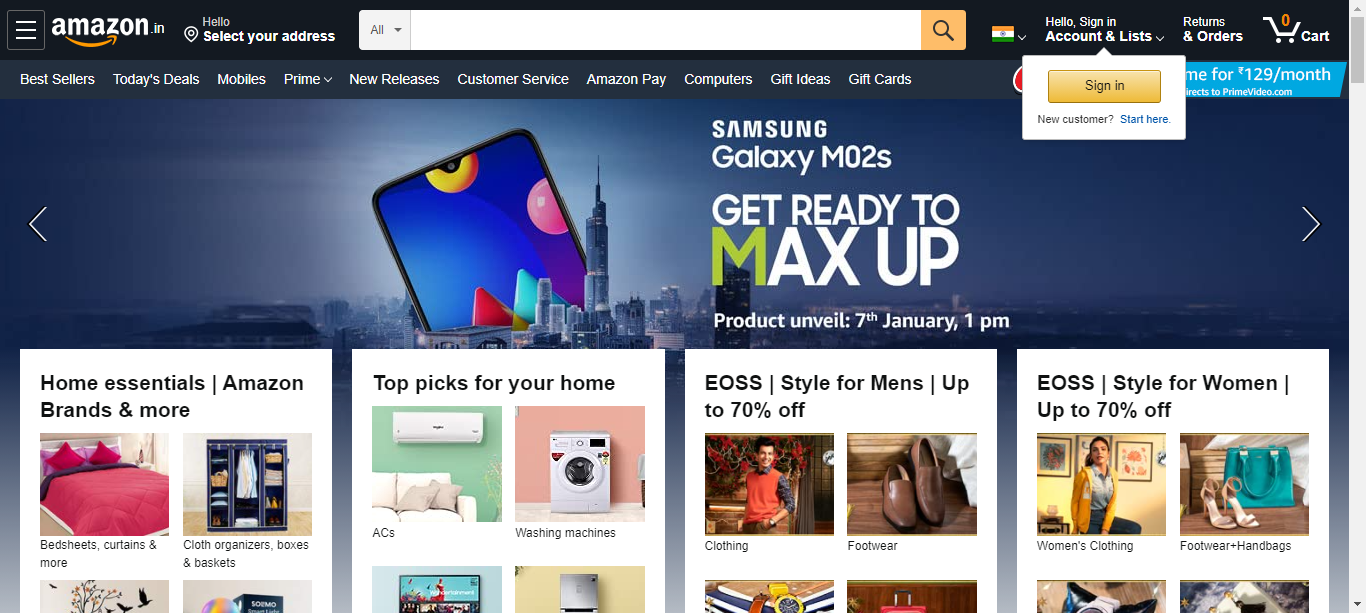 amazon.in
Hello
Select your address
All
Hello, Sign in
Account & Lists
Returns
& Orders
0
Cart
Best Sellers
Today's Deals
Mobiles
Prime
New Releases
Customer Service
Amazon Pay
Computers
Gift Ideas
Gift Cards
me for ₹129/month
irects to PrimeVideo.com
Sign in
New customer? Start here.
SAMSUNG
Galaxy M02s
GET READY TO
MAX UP
Product unveil: 7th January, 1 pm
Home essentials | Amazon
Brands & more
Bedsheets, curtains &
more
Cloth organizers, boxes
& baskets
Top picks for your home
ACs
Washing machines
EOSS | Style for Mens | Up
to 70% off
Clothing
Footwear
EOSS | Style for Women |
Up to 70% off
Women's Clothing
Footwear+Handbags